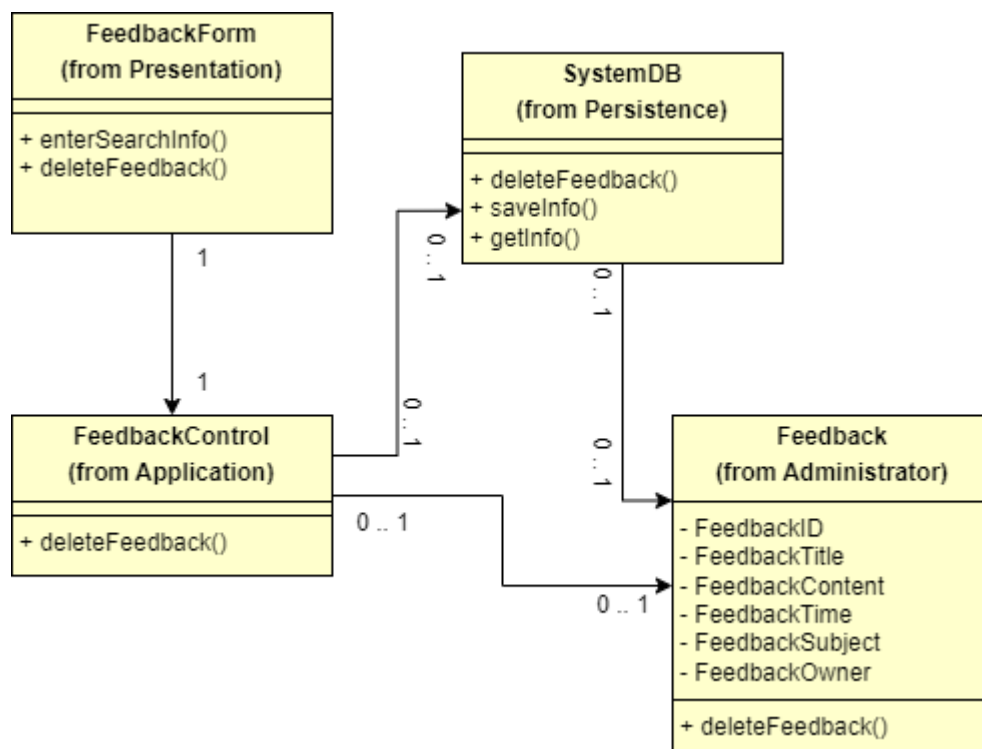 FeedbackForm
(from Presentation)
+ enterSearchInfo()
+ deleteFeedback()
SystemDB
(from Persistence)
+ deleteFeedback()
+ saveInfo()
+ getInfo()
1
1
0 .. 1
0 .. 1
0 .. 1
0 .. 1
FeedbackControl
(from Application)
+ deleteFeedback()
0 .. 1
0 .. 1
Feedback
(from Administrator)
- FeedbackID
- FeedbackTitle
- FeedbackContent
- FeedbackTime
- FeedbackSubject
- FeedbackOwner
+ deleteFeedback()